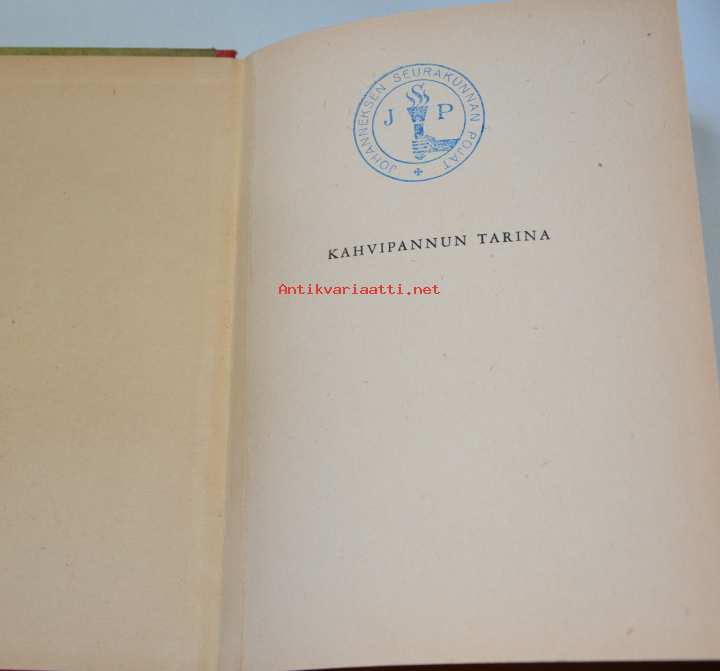 JOHANNEKSEN SEURAKUNNAN POJAT
J S P
KAHVIPANNUN TARINA
Antikvariaatti.net